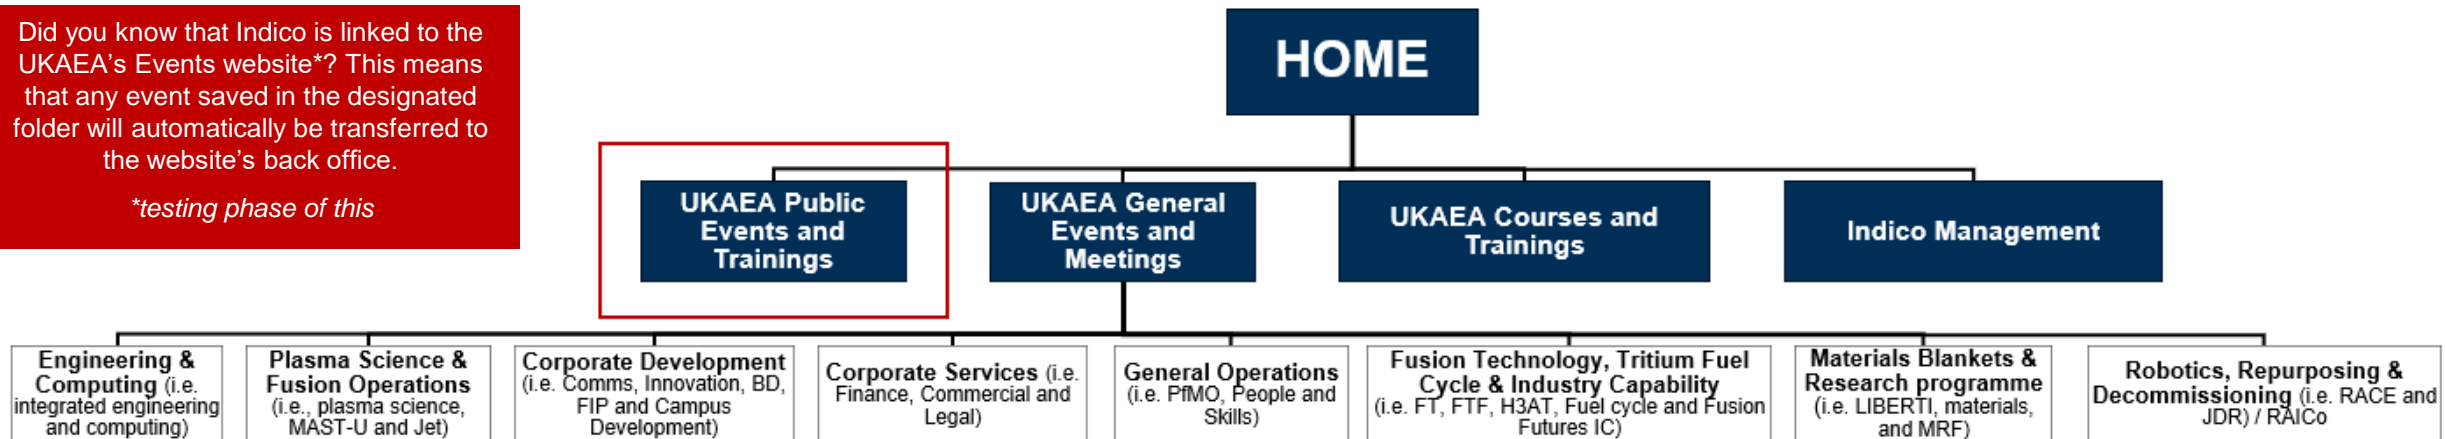 Did you know that Indico is linked to the
UKAEA's Events website*? This means
that any event saved in the designated
folder will automatically be transferred to
the website's back office.
*testing phase of this
HOME
UKAEA Public
Events and
Trainings
UKAEA General
Events and
Meetings
UKAEA Courses and
Trainings
Indico Management
Engineering &
Computing (i.e.
integrated engineering
and computing)
Plasma Science &
Fusion Operations
(i.e., plasma science,
MAST-U and Jet)
Corporate Development
(i.e. Comms, Innovation, BD,
FIP and Campus
Development)
Corporate Services (i.e.
Finance, Commercial and
Legal)
General Operations
(i.e. PfMO, People and
Skills)
Fusion Technology, Tritium Fuel
Cycle & Industry Capability
(i.e. FT, FTF, H3AT, Fuel cycle and Fusion
Futures IC)
Materials Blankets &
Research programme
(i.e. LIBERTI, materials,
and MRF)
Robotics, Repurposing &
Decommissioning (i.e. RACE and
JDR) / RAICo